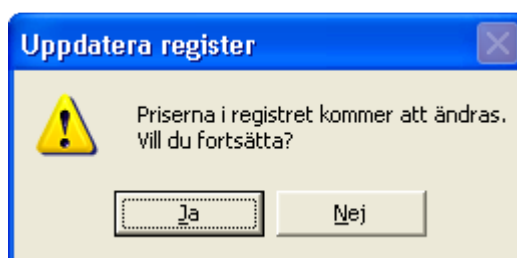 Uppdatera register
Priserna i registret kommer att ändras.
Vill du fortsätta?
Ja
Nej